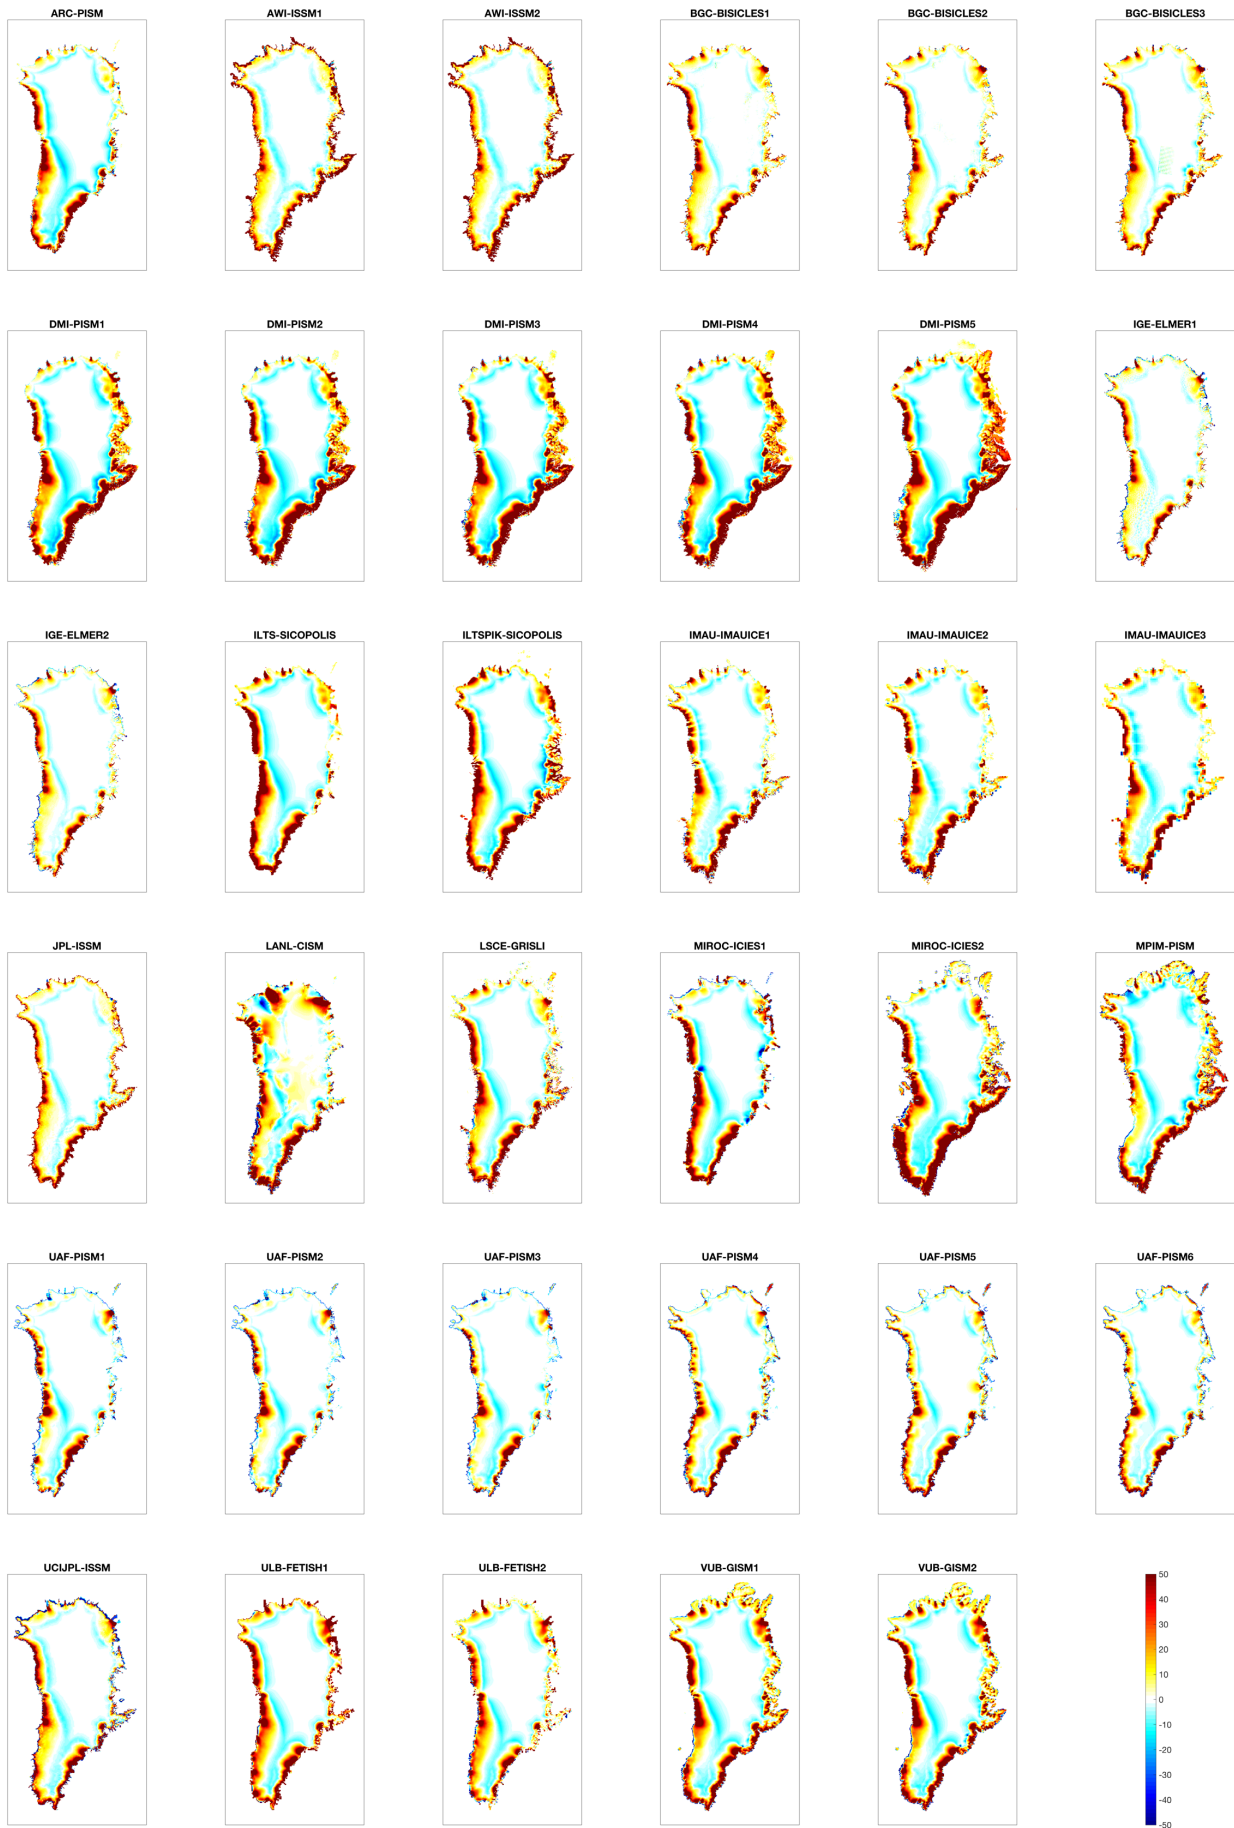 ARC-PISM AWI-ISSM1 AWI-ISSM2 BGC-BISICLES1 BGC-BISICLES2 BGC-BISICLES3
DMI-PISM1 DMI-PISM2 DMI-PISM3 DMI-PISM4 DMI-PISM5 IGE-ELMER1
IGE-ELMER2 ILTS-SICOPOLIS ILTSPIK-SICOPOLIS IMAU-IMAUICE1 IMAU-IMAUICE2 IMAU-IMAUICE3
JPL-ISSM LANL-CISM LSCE-GRISLI MIROC-ICIES1 MIROC-ICIES2 MPIM-PISM
UAF-PISM1 UAF-PISM2 UAF-PISM3 UAF-PISM4 UAF-PISM5 UAF-PISM6
UCIJPL-ISSM ULB-FETISH1 ULB-FETISH2 VUB-GISM1 VUB-GISM2
50
40
30
20
10
0
-10
-20
-30
-40
-50